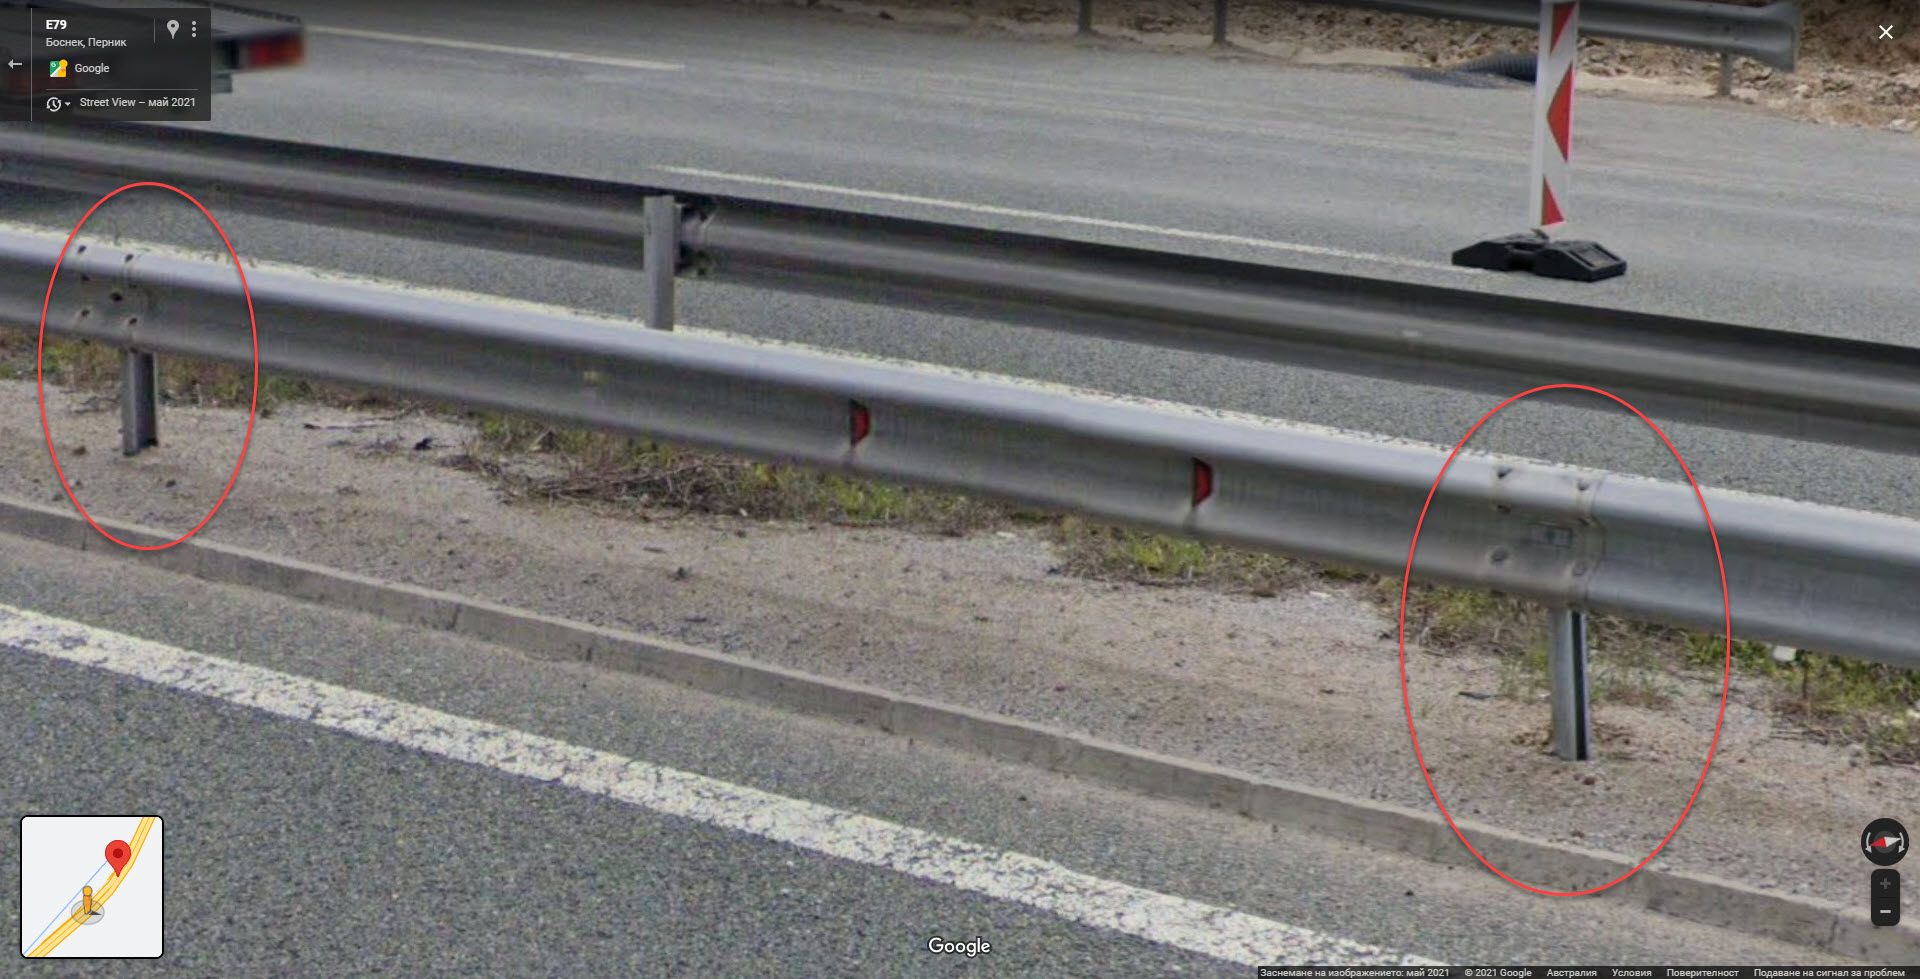 E79
Боснек, Перник
Google
Street View – май 2021
Google
Заснемане на изображението: май 2021 © 2021 Google Австралия Условия Поверителност Подаване на сигнал за проблем